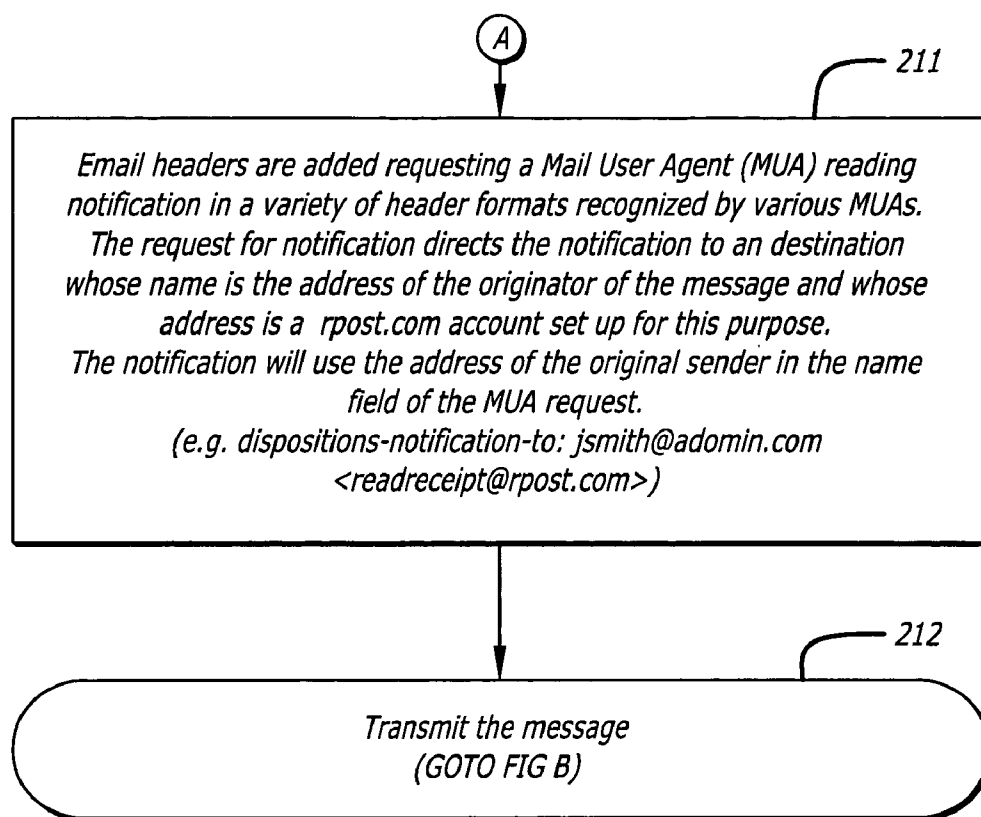 A
211
Email headers are added requesting a Mail User Agent (MUA) reading
notification in a variety of header formats recognized by various MUAs.
The request for notification directs the notification to an destination
whose name is the address of the originator of the message and whose
address is a rpost.com account set up for this purpose.
The notification will use the address of the original sender in the name
field of the MUA request.
(e.g. dispositions-notification-to: jsmith@adomin.com
<readreceipt@rpost.com>)
212
Transmit the message
(GOTO FIG B)